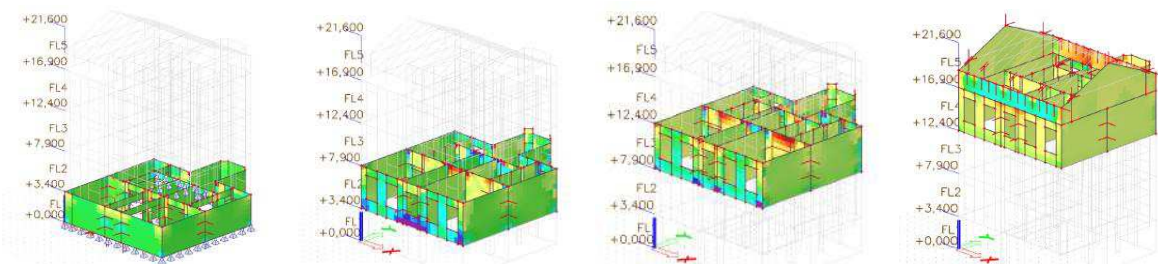 +21,600
FL5
+16,900
FL4
+12,400
FL3
+7,900
FL2
+3,400
FL
+0,000
+21,600
FL5
+16,900
FL4
+12,400
FL3
+7,900
FL2
+3,400
FL
+0,000
Y
X
+21,600
FL5
+16,900
FL4
+12,400
FL3
+7,900
FL2
+3,400
FL
+0,000
Y
X
+21,600
FL5
+16,900
FL4
+12,400
FL3
+7,900
FL2
+3,400
FL
+0,000
Y
X